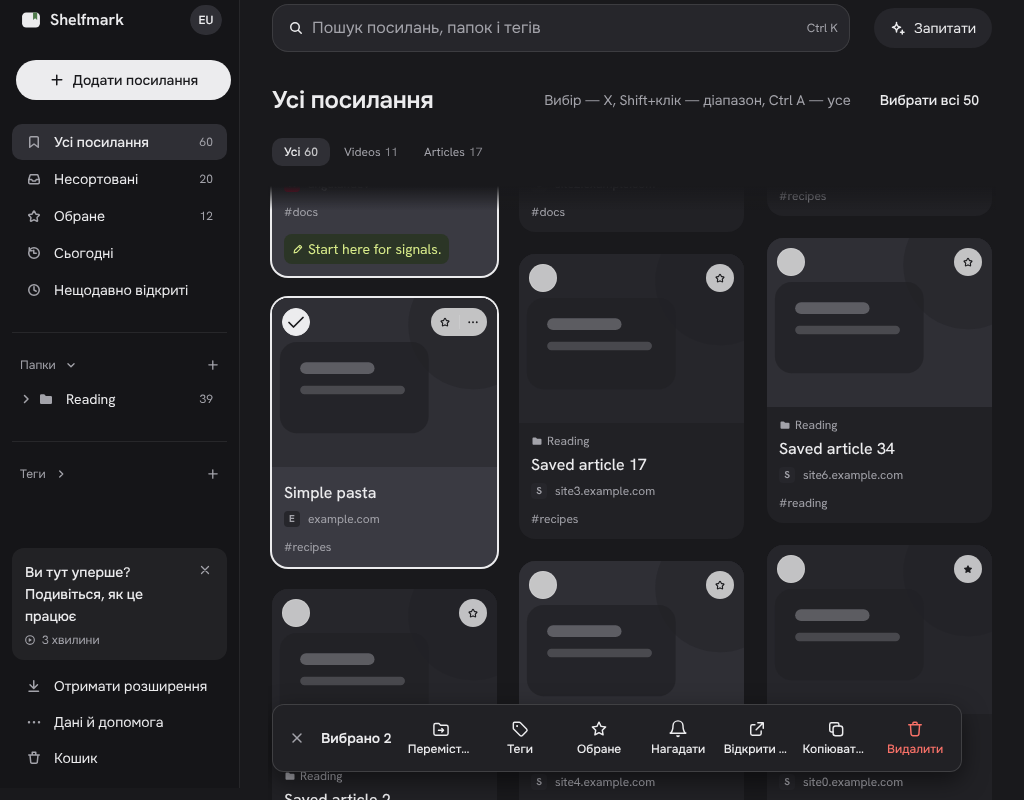 Shelfmark
EU
Додати посилання
Усі посилання 60
Несортовані 20
Обране 12
Сьогодні
Нещодавно відкриті
Папки
Reading 39
Теги
Ви тут уперше?
Подивіться, як це
працює
3 хвилини
Отримати розширення
Дані й допомога
Кошик
Пошук посилань, папок і тегів
Ctrl K
Запитати
Усі посилання
Вибір — X, Shift+клік — діапазон, Ctrl A — усе
Вибрати всі 50
Усі 60
Videos 11
Articles 17
#docs
Start here for signals.
Simple pasta
E example.com
#recipes
Reading
Saved article 2
#docs
Reading
Saved article 17
S site3.example.com
#recipes
S site4.example.com
#recipes
Reading
Saved article 34
S site6.example.com
#reading
S site0.example.com
Вибрано 2
Переміст...
Теги
Обране
Нагадати
Відкрити ...
Копіюват...
Видалити